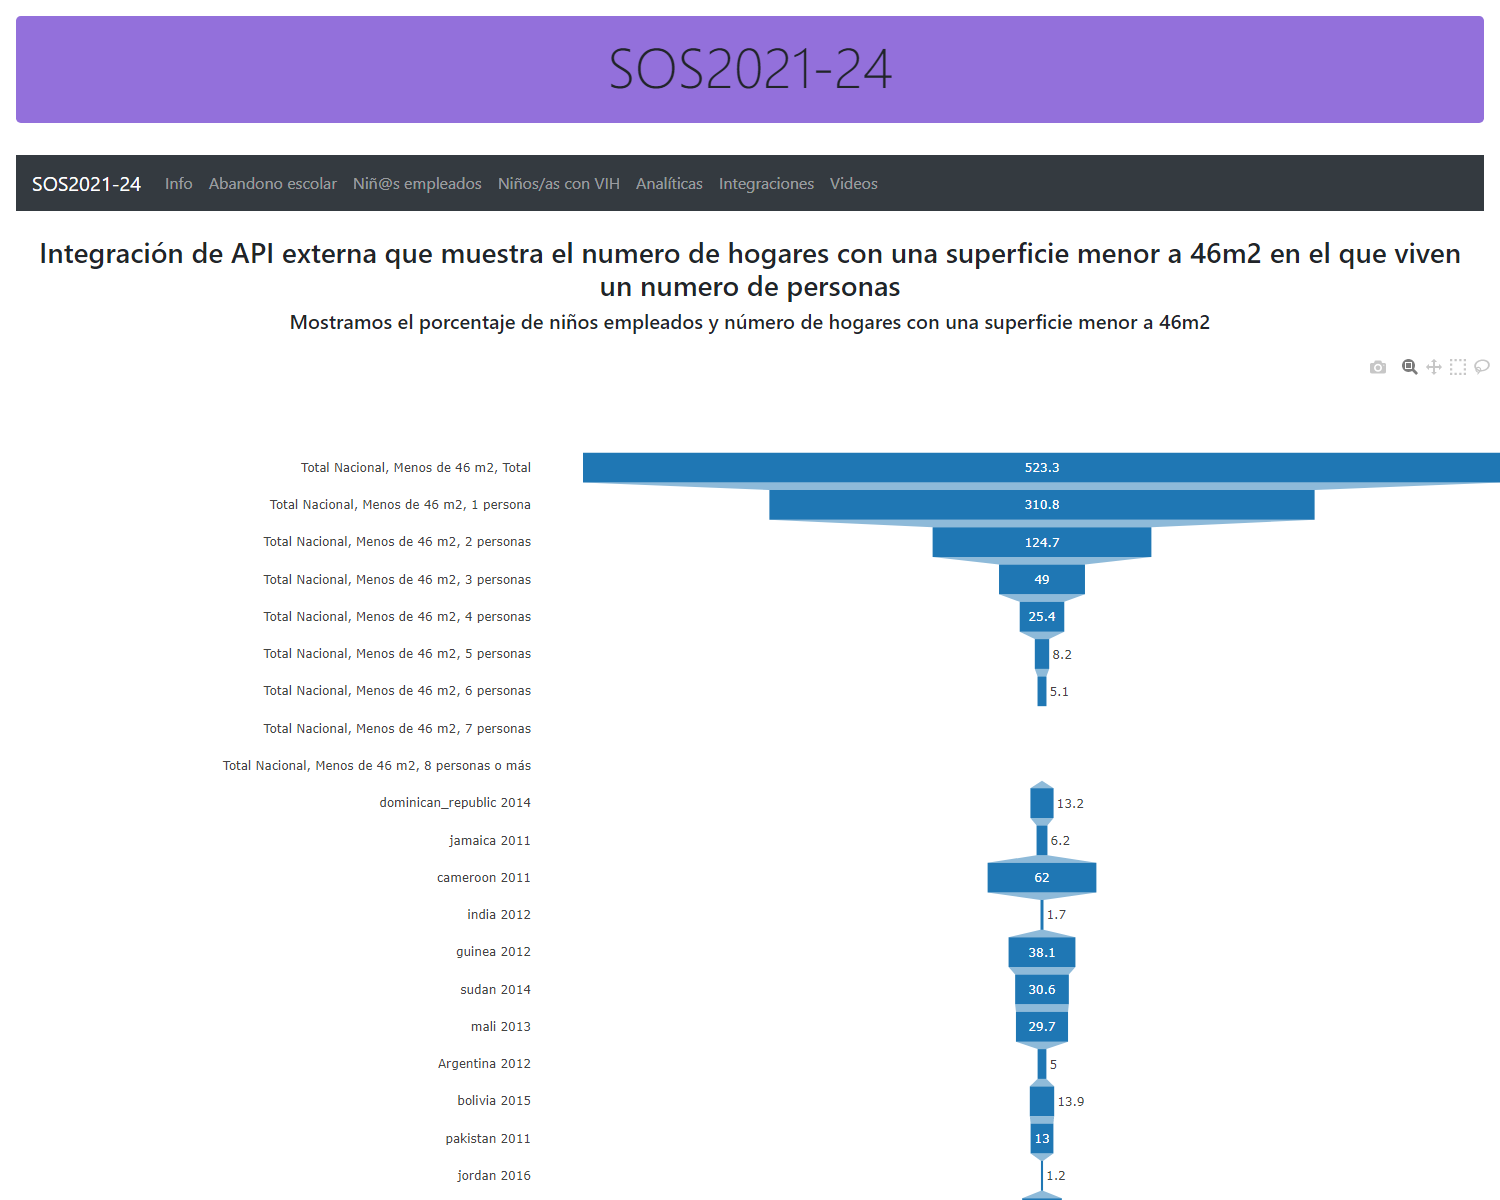 SOS2021-24
SOS2021-24 Info Abandono escolar Niñ@s empleados Niños/as con VIH Analíticas Integraciones Videos
Integración de API externa que muestra el numero de hogares con una superficie menor a 46m2 en el que viven
un numero de personas
Mostramos el porcentaje de niños empleados y número de hogares con una superficie menor a 46m2
Total Nacional, Menos de 46 m2, Total 523.3
Total Nacional, Menos de 46 m2, 1 persona 310.8
Total Nacional, Menos de 46 m2, 2 personas 124.7
Total Nacional, Menos de 46 m2, 3 personas 49
Total Nacional, Menos de 46 m2, 4 personas 25.4
Total Nacional, Menos de 46 m2, 5 personas 8.2
Total Nacional, Menos de 46 m2, 6 personas 5.1
Total Nacional, Menos de 46 m2, 7 personas
Total Nacional, Menos de 46 m2, 8 personas o más
dominican_republic 2014 13.2
jamaica 2011 6.2
cameroon 2011 62
india 2012 1.7
guinea 2012 38.1
sudan 2014 30.6
mali 2013 29.7
Argentina 2012 5
bolivia 2015 13.9
pakistan 2011 13
jordan 2016 1.2